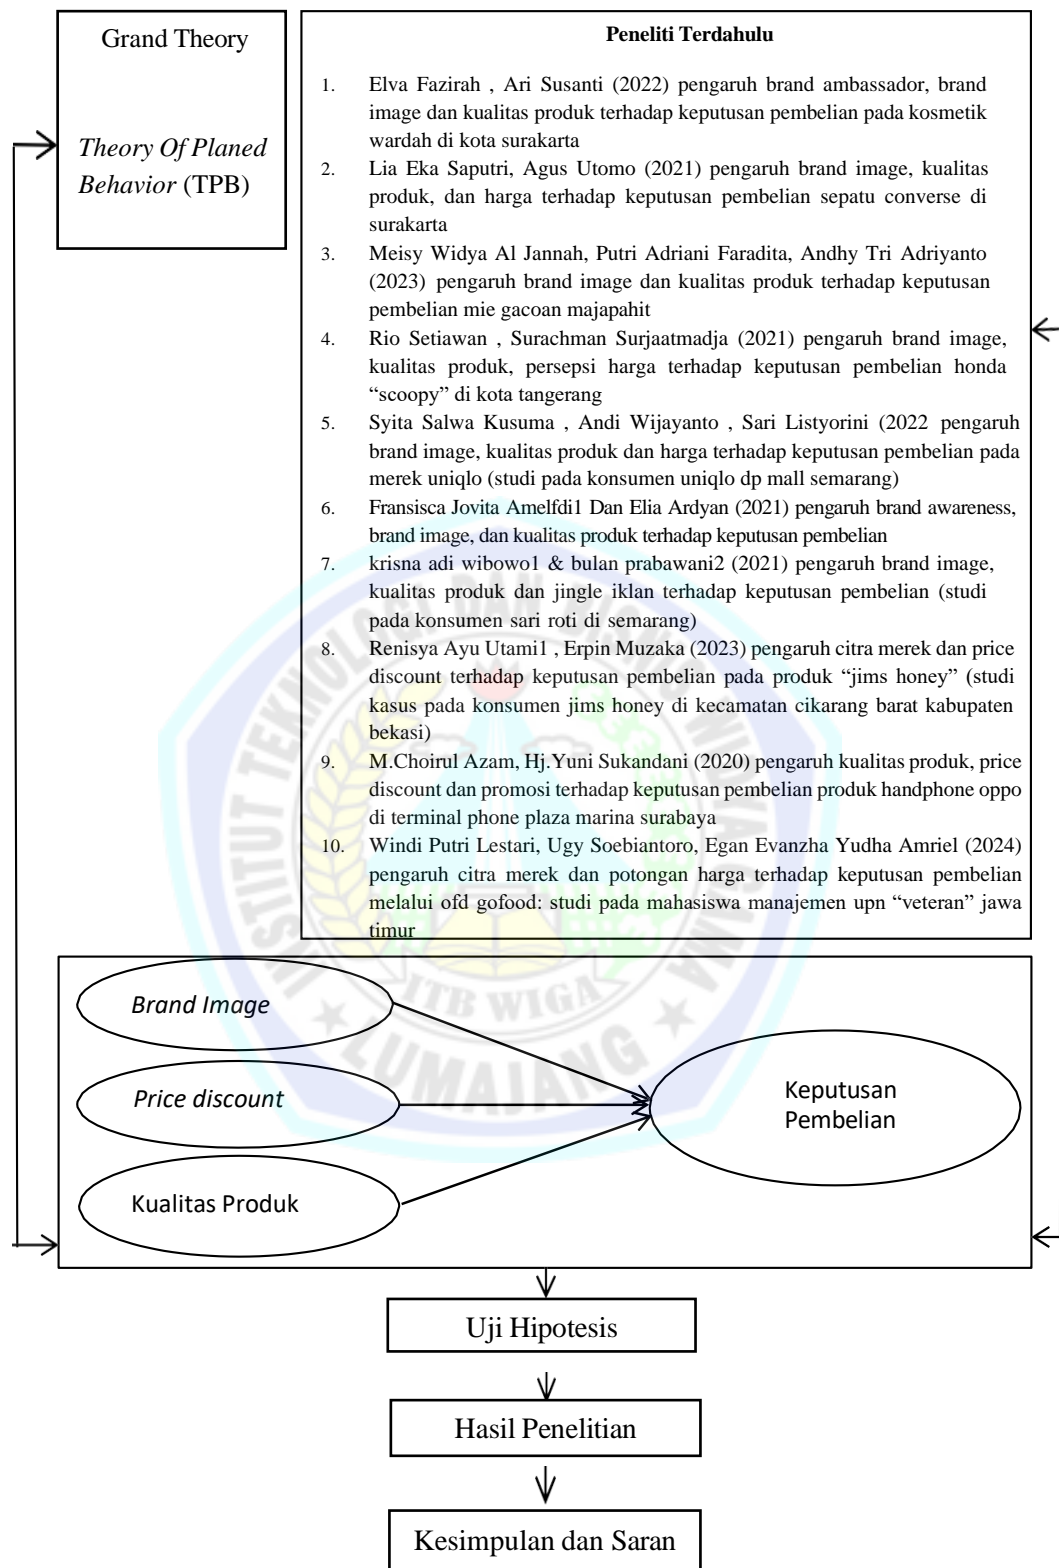 Grand Theory
Theory Of Planed
Behavior (TPB)
Peneliti Terdahulu
1. Elva Fazirah , Ari Susanti (2022) pengaruh brand ambassador, brand
image dan kualitas produk terhadap keputusan pembelian pada kosmetik
wardah di kota surakarta
2. Lia Eka Saputri, Agus Utomo (2021) pengaruh brand image, kualitas
produk, dan harga terhadap keputusan pembelian sepatu converse di
surakarta
3. Meisy Widya Al Jannah, Putri Adriani Faradita, Andhy Tri Adriyanto
(2023) pengaruh brand image dan kualitas produk terhadap keputusan
pembelian mie gacoan majapahit
4. Rio Setiawan , Surachman Surjaatmadja (2021) pengaruh brand image,
kualitas produk, persepsi harga terhadap keputusan pembelian honda
“scoopy” di kota tangerang
5. Syita Salwa Kusuma , Andi Wijayanto , Sari Listyorini (2022 pengaruh
brand image, kualitas produk dan harga terhadap keputusan pembelian pada
merek uniqlo (studi pada konsumen uniqlo dp mall semarang)
6. Fransisca Jovita Amelfdi1 Dan Elia Ardyan (2021) pengaruh brand awareness,
brand image, dan kualitas produk terhadap keputusan pembelian
7. krisna adi wibowo1 & bulan prabawani2 (2021) pengaruh brand image,
kualitas produk dan jingle iklan terhadap keputusan pembelian (studi
pada konsumen sari roti di semarang)
8. Renisya Ayu Utami1 , Erpin Muzaka (2023) pengaruh citra merek dan price
discount terhadap keputusan pembelian pada produk “jims honey” (studi
kasus pada konsumen jims honey di kecamatan cikarang barat kabupaten
bekasi)
9. M.Choirul Azam, Hj.Yuni Sukandani (2020) pengaruh kualitas produk, price
discount dan promosi terhadap keputusan pembelian produk handphone oppo
di terminal phone plaza marina surabaya
10. Windi Putri Lestari, Ugy Soebiantoro, Egan Evanzha Yudha Amriel (2024)
pengaruh citra merek dan potongan harga terhadap keputusan pembelian
melalui ofd gofood: studi pada mahasiswa manajemen upn “veteran” jawa
timur
INSTITUT TEKNOLOGI DAN BISNIS WIDYA GAMA
ITB WIGA
LUMAJANG
Brand Image
Price discount
Kualitas Produk
Keputusan
Pembelian
Uji Hipotesis
Hasil Penelitian
Kesimpulan dan Saran